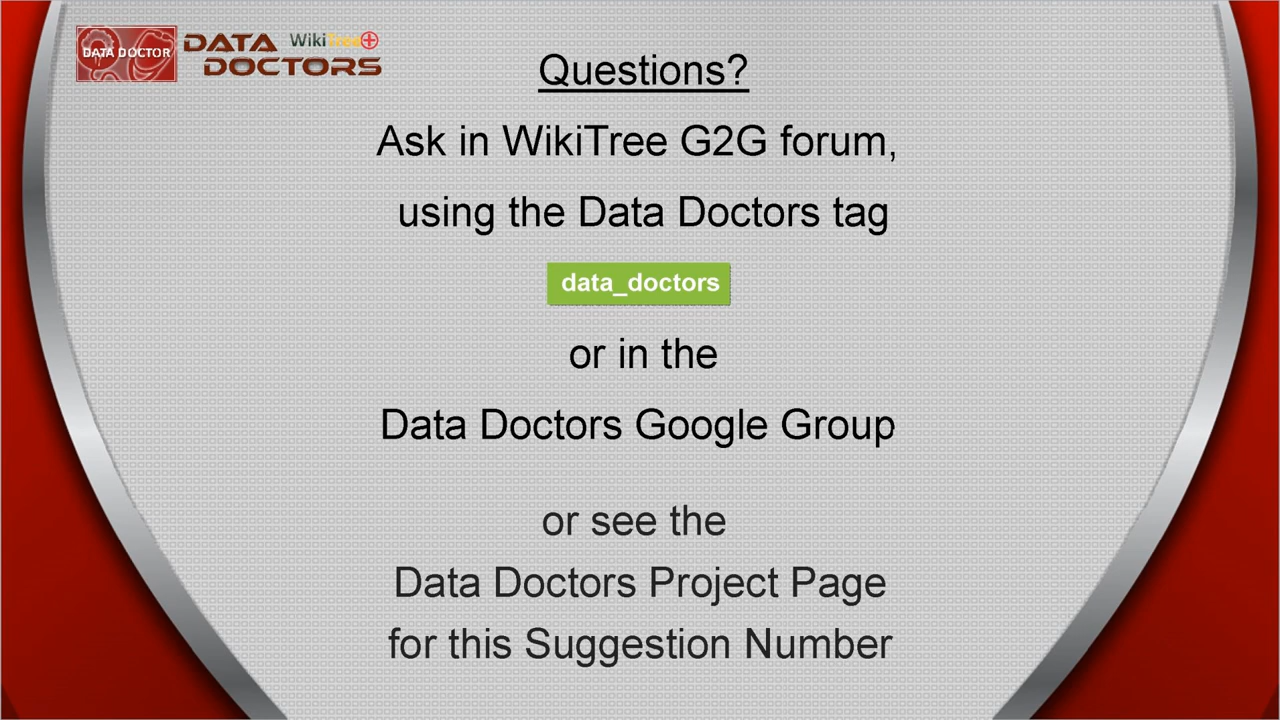 DATA DOCTOR
DATA WikiTree+
DOCTORS
Questions?
Ask in WikiTree G2G forum,
using the Data Doctors tag
data_doctors
or in the
Data Doctors Google Group
or see the
Data Doctors Project Page
for this Suggestion Number